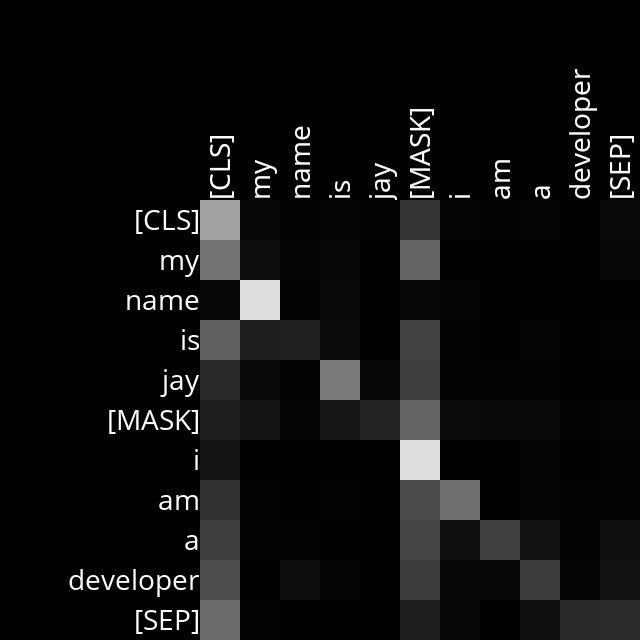 [CLS] my name is jay [MASK] i am a developer [SEP]
[CLS]
my
name
is
jay
[MASK]
i
am
a
developer
[SEP]